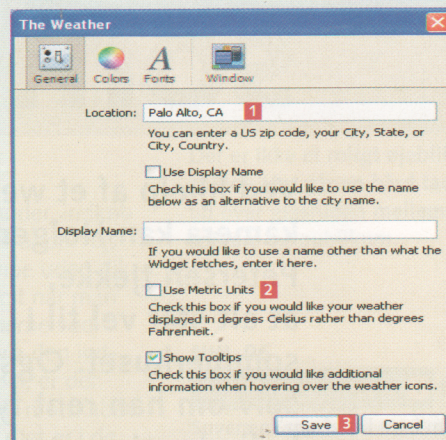 The Weather
General Colors Fonts Window
Location: Palo Alto, CA 1
You can enter a US zip code, your City, State, or
City, Country.
Use Display Name
Check this box if you would like to use the name
below as an alternative to the city name.
Display Name:
If you would like to use a name other than what the
Widget fetches, enter it here.
Use Metric Units 2
Check this box if you would like your weather
displayed in degrees Celsius rather than degrees
Fahrenheit.
Show Tooltips
Check this box if you would like additional
information when hovering over the weather icons.
Save 3 Cancel